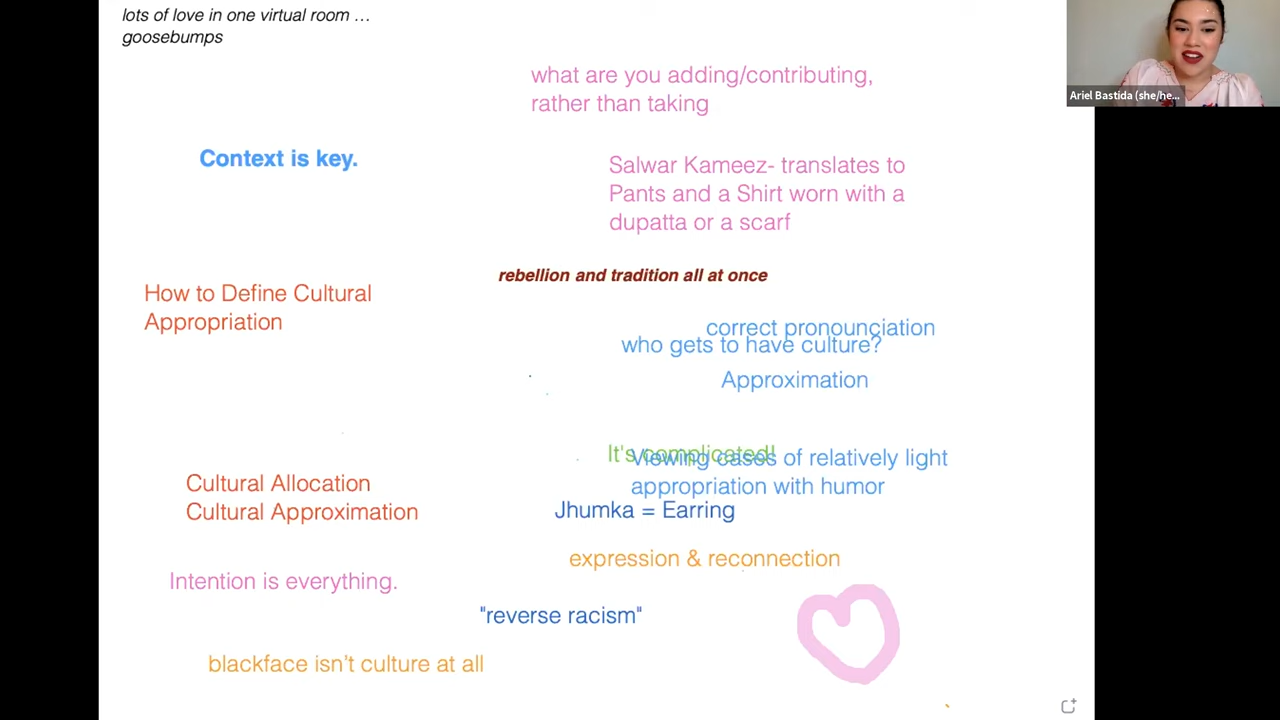 lots of love in one virtual room …
goosebumps
what are you adding/contributing,
rather than taking
Ariel Bastida (she/he...
Context is key.
Salwar Kameez- translates to
Pants and a Shirt worn with a
dupatta or a scarf
rebellion and tradition all at once
How to Define Cultural
Appropriation
correct pronounciation
who gets to have culture?
Approximation
It's complicated!
Viewing cases of relatively light
appropriation with humor
Cultural Allocation
Cultural Approximation
Jhumka = Earring
expression & reconnection
Intention is everything.
"reverse racism"
blackface isn’t culture at all